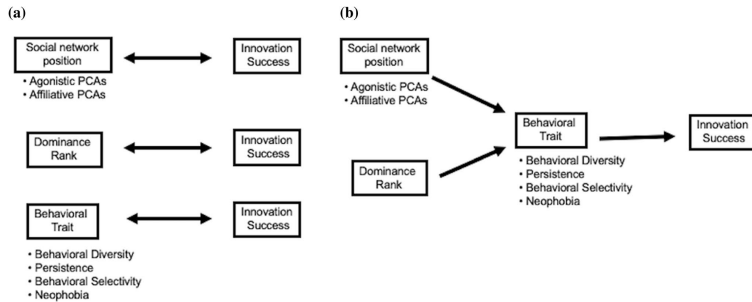 (a)
Social network
position
• Agonistic PCAs
• Affiliative PCAs
Innovation
Success
Dominance
Rank
Innovation
Success
Behavioral
Trait
• Behavioral Diversity
• Persistence
• Behavioral Selectivity
• Neophobia
Innovation
Success
(b)
Social network
position
• Agonistic PCAs
• Affiliative PCAs
Dominance
Rank
Behavioral
Trait
• Behavioral Diversity
• Persistence
• Behavioral Selectivity
• Neophobia
Innovation
Success